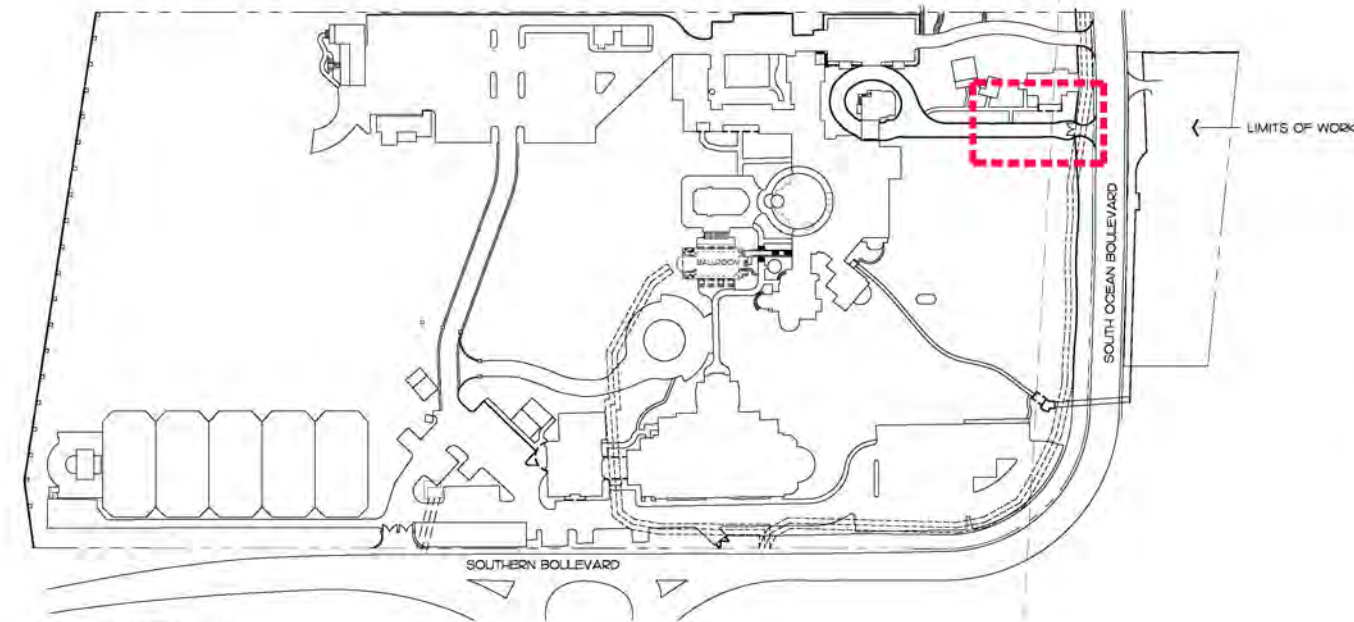 LIMITS OF WORK
BALLROOM
SOUTH OCEAN BOULEVARD
SOUTHERN BOULEVARD